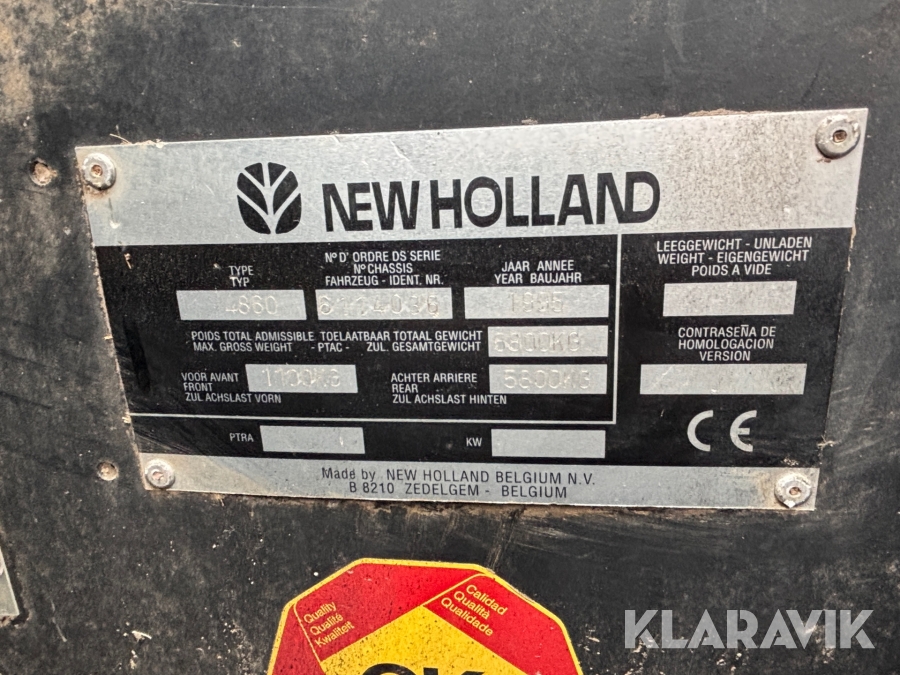 NEW HOLLAND
TYPE
TYP
4860
N° D' ORDRE DS SERIE
N° CHASSIS
FAHRZEUG - IDENT. NR.
JAAR ANNEE
YEAR BAUJAHR
1995
POIDS TOTAL ADMISSIBLE TOELAATBAAR TOTAAL GEWICHT
MAX. GROSS WEIGHT - PTAC - ZUL. GESAMTGEWICHT
VOOR AVANT
FRONT
ZUL ACHSLAST VORN
1100KG
ACHTER ARRIERE
REAR
ZUL ACHSLAST HINTEN
5800KG
LEEGGEWICHT - UNLADEN
WEIGHT - EIGENGEWICHT
POIDS A VIDE
CONTRASEÑA DE
HOMOLOGACION
VERSION
CE
PTRA
KW
Made by NEW HOLLAND BELGIUM N.V.
B 8210 ZEDELGEM - BELGIUM
Quality
Qualité
Kwaliteit
Calidad
Qualità
Qualidade
OK
KLARAVIK